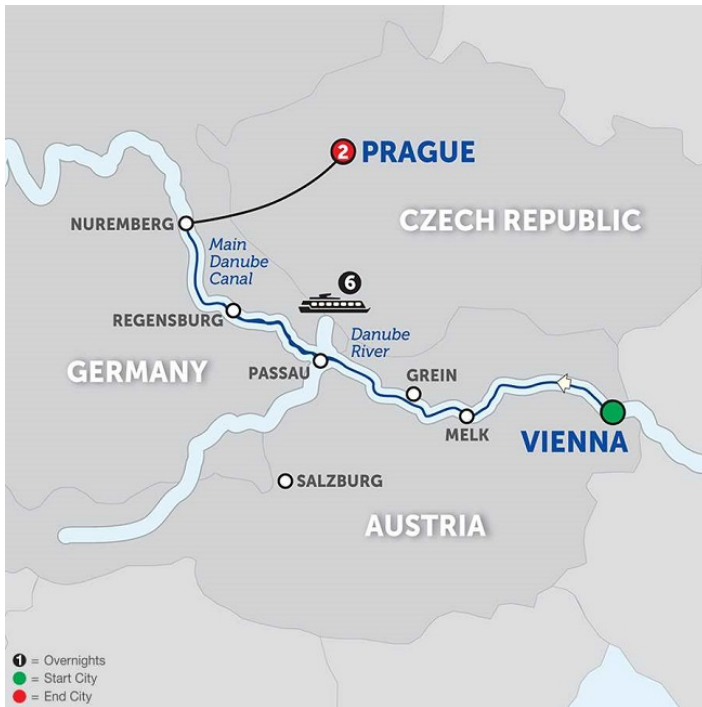 2 PRAGUE
CZECH REPUBLIC
NUREMBERG
Main
Danube
Canal
6
REGENSBURG
Danube
River
PASSAU
GERMANY
GREIN
MELK
VIENNA
SALZBURG
AUSTRIA
1 = Overnights
= Start City
= End City